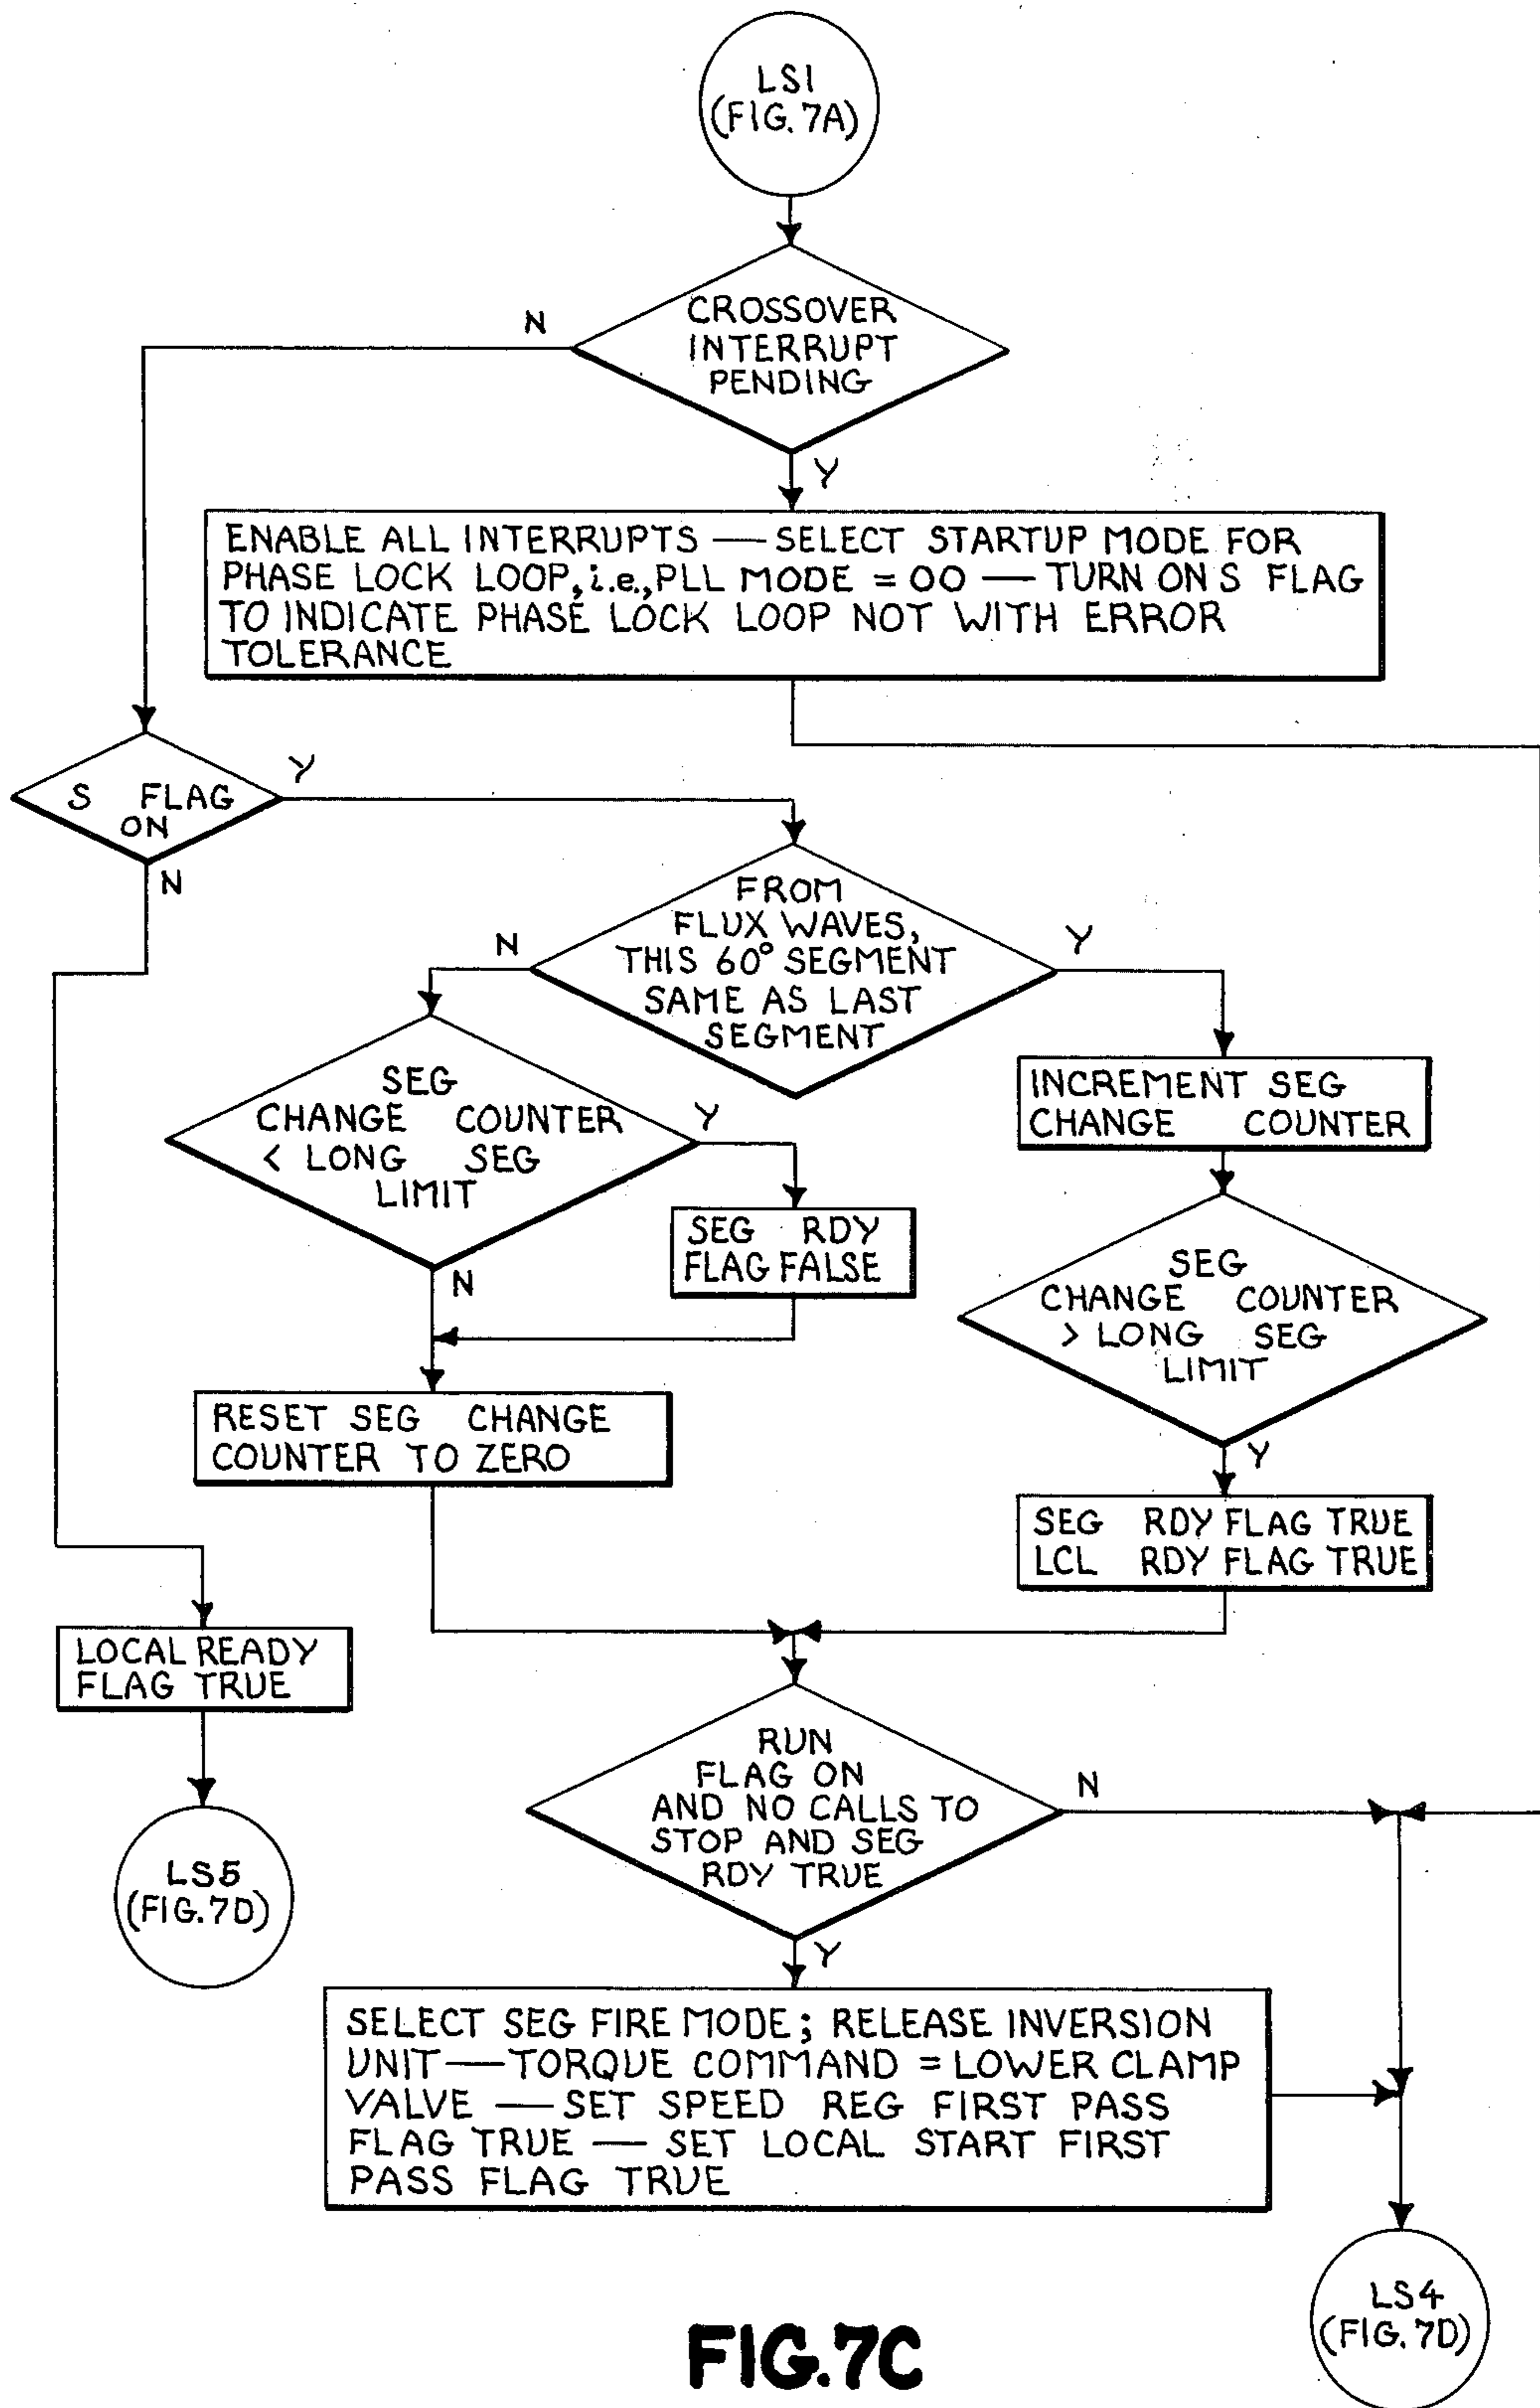 LS1
(FIG. 7A)
CROSSOVER
INTERRUPT
PENDING
N
Y
ENABLE ALL INTERRUPTS — SELECT STARTUP MODE FOR
PHASE LOCK LOOP, i.e., PLL MODE = 00 — TURN ON S FLAG
TO INDICATE PHASE LOCK LOOP NOT WITH ERROR
TOLERANCE
S FLAG
ON
Y
N
FROM
FLUX WAVES,
THIS 60° SEGMENT
SAME AS LAST
SEGMENT
N
Y
SEG
CHANGE COUNTER
< LONG SEG
LIMIT
Y
N
INCREMENT SEG
CHANGE COUNTER
SEG RDY
FLAG FALSE
SEG
CHANGE COUNTER
> LONG SEG
LIMIT
Y
RESET SEG CHANGE
COUNTER TO ZERO
SEG RDY FLAG TRUE
LCL RDY FLAG TRUE
LOCAL READY
FLAG TRUE
LS5
(FIG. 7D)
RUN
FLAG ON
AND NO CALLS TO
STOP AND SEG
RDY TRUE
N
Y
SELECT SEG FIRE MODE; RELEASE INVERSION
UNIT — TORQUE COMMAND = LOWER CLAMP
VALVE — SET SPEED REG FIRST PASS
FLAG TRUE — SET LOCAL START FIRST
PASS FLAG TRUE
LS4
(FIG. 7D)
FIG. 7C